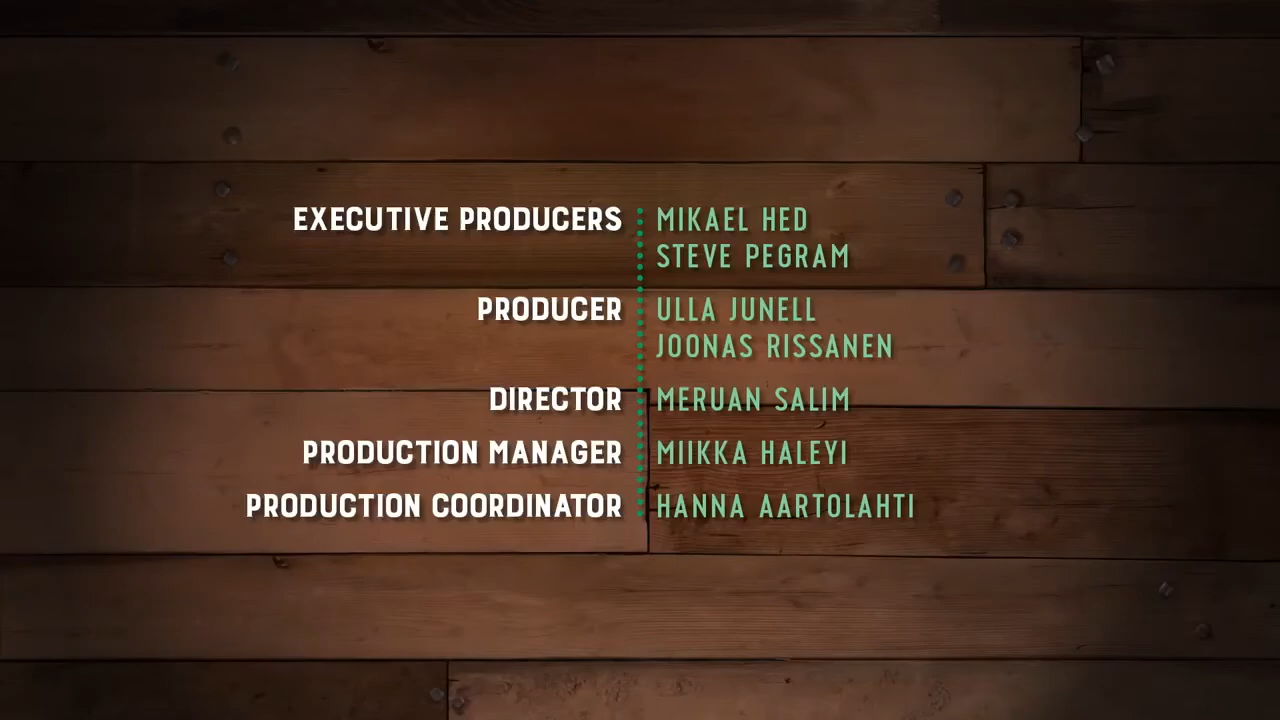 EXECUTIVE PRODUCERS MIKAEL HED
STEVE PEGRAM
PRODUCER ULLA JUNELL
JOONAS RISSANEN
DIRECTOR MERUAN SALIM
PRODUCTION MANAGER MIIKKA HALEYI
PRODUCTION COORDINATOR HANNA AARTOLAHTI